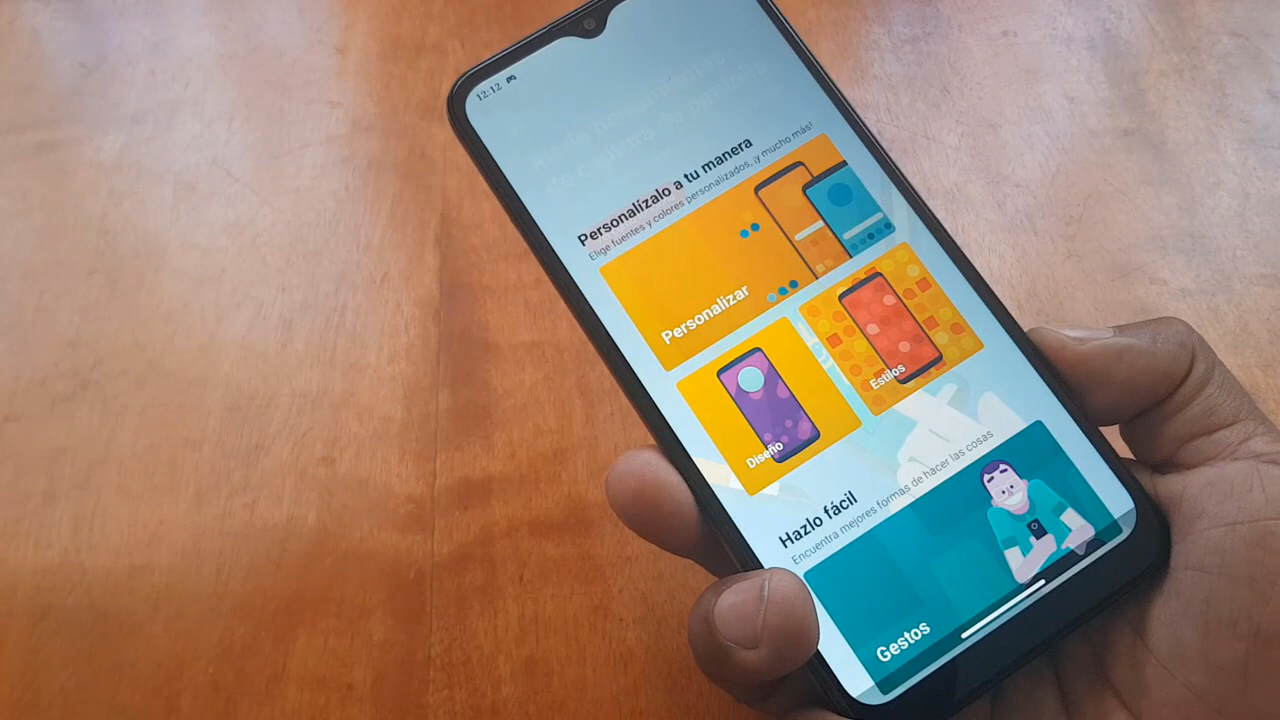 12:12
Personalízalo a tu manera
Elige fuentes y colores personalizados, ¡y mucho más!
Personalizar
Diseño
Estilos
Hazlo fácil
Encuentra mejores formas de hacer las cosas
Gestos